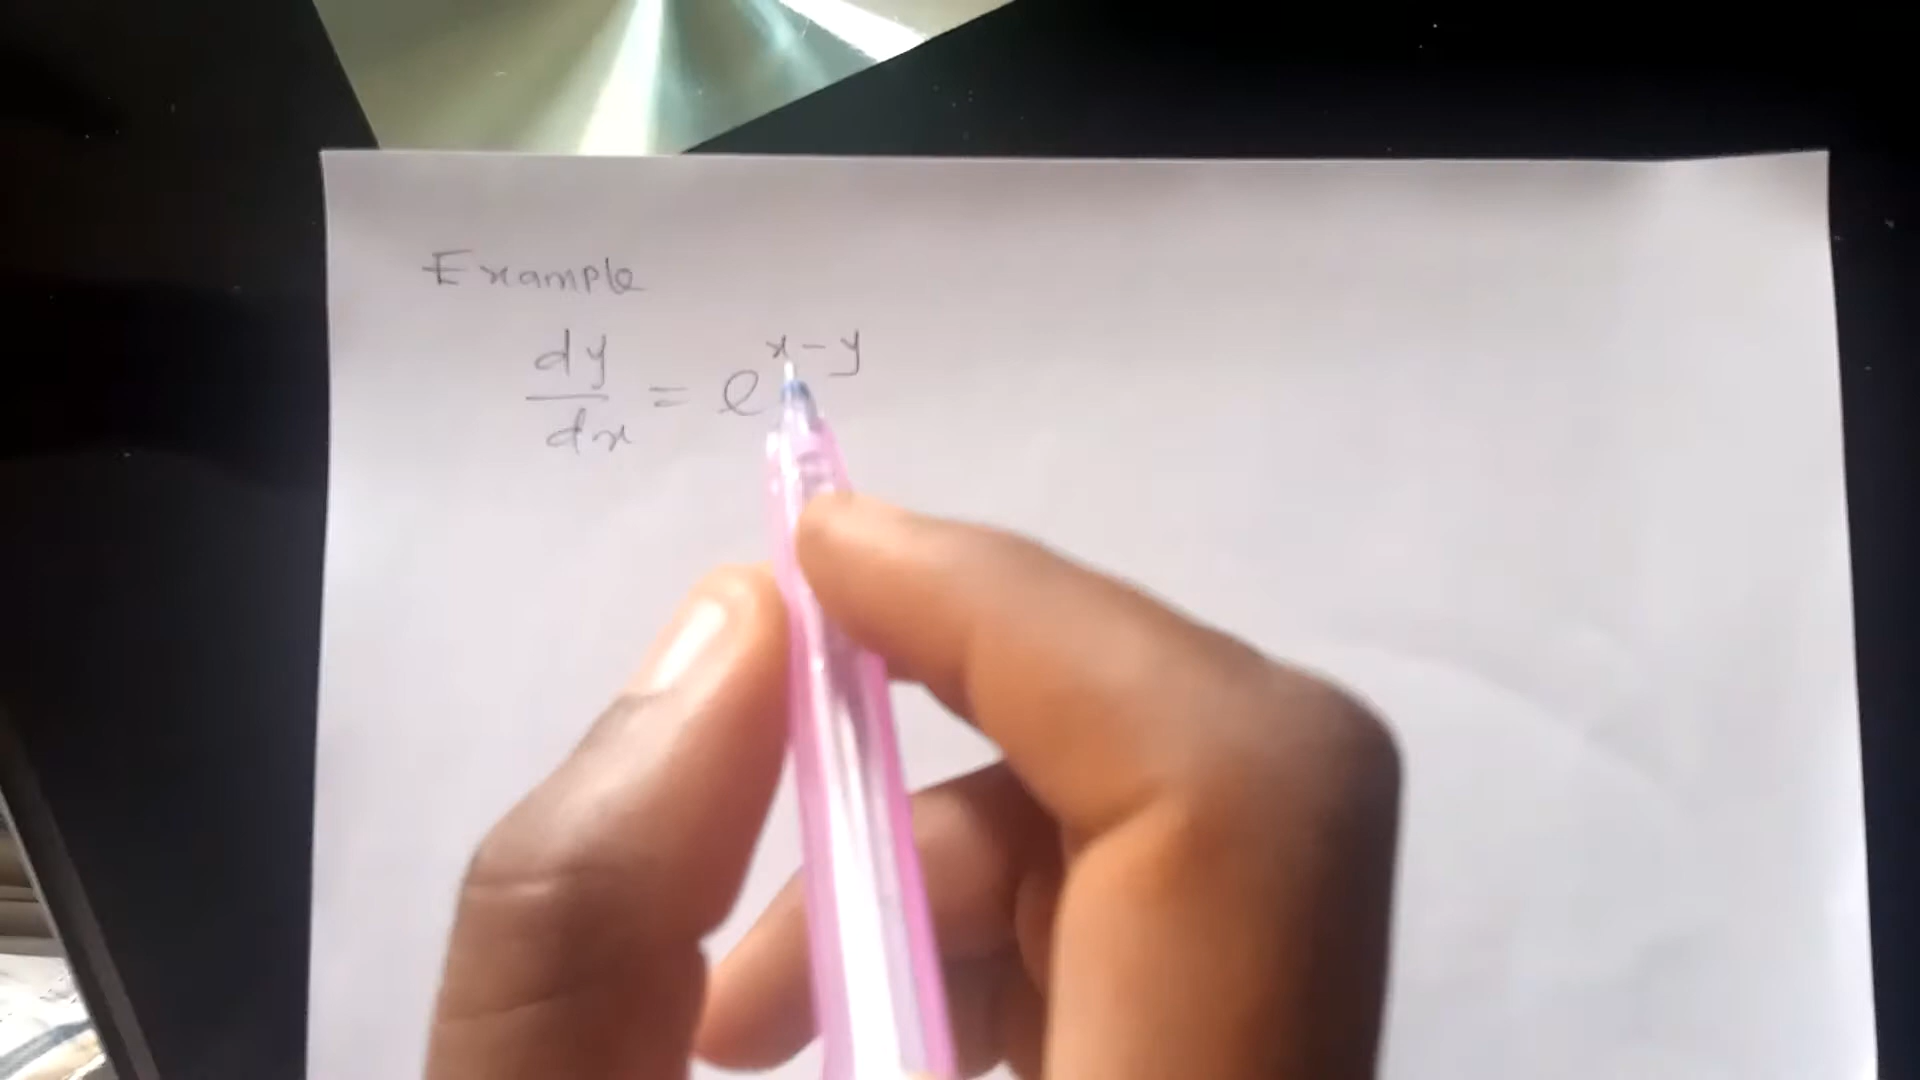 Example
dy/dx = e^{x-y}